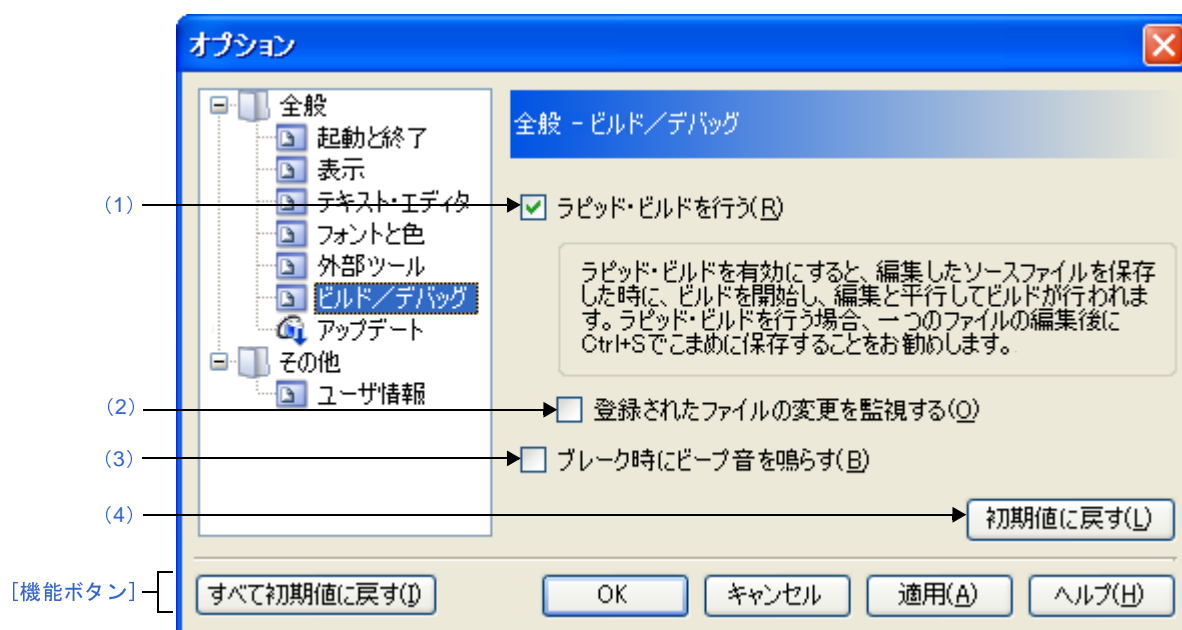 オプション
全般
起動と終了
表示
テキスト・エディタ
フォントと色
外部ツール
ビルド／デバッグ
アップデート
その他
ユーザ情報
全般 － ビルド／デバッグ
(1)
ラピッド・ビルドを行う(R)
ラピッド・ビルドを有効にすると、編集したソースファイルを保存
した時に、ビルドを開始し、編集と平行してビルドが行われま
す。ラピッド・ビルドを行う場合、一つのファイルの編集後に
Ctrl+Sでこまめに保存することをお勧めします。
(2)
登録されたファイルの変更を監視する(O)
(3)
ブレーク時にビープ音を鳴らす(B)
(4)
初期値に戻す(L)
[機能ボタン]
すべて初期値に戻す(I)
OK
キャンセル
適用(A)
ヘルプ(H)